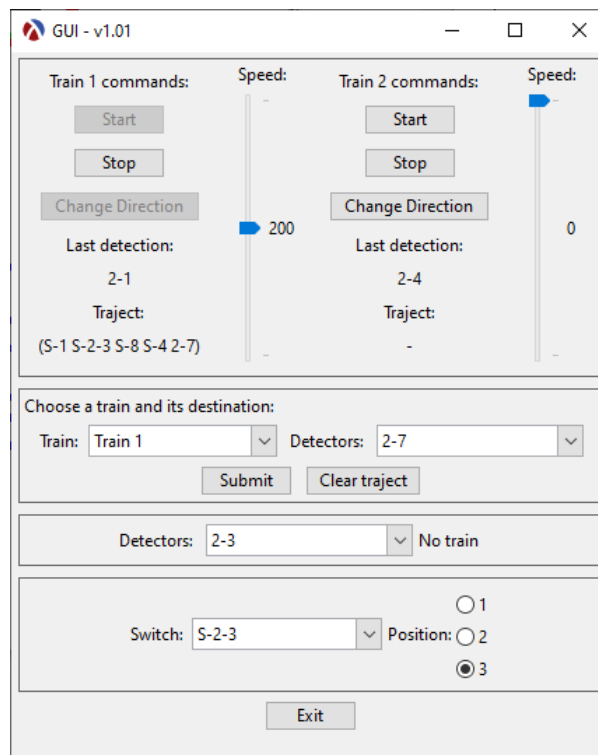 GUI - v1.01
Train 1 commands:
Speed:
Train 2 commands:
Speed:
Start
Start
Stop
Stop
Change Direction
200
Change Direction
0
Last detection:
Last detection:
2-1
2-4
Traject:
Traject:
(S-1 S-2-3 S-8 S-4 2-7)
-
Choose a train and its destination:
Train: Train 1 Detectors: 2-7
Submit Clear traject
Detectors: 2-3 No train
1
Switch: S-2-3 Position: 2
3
Exit